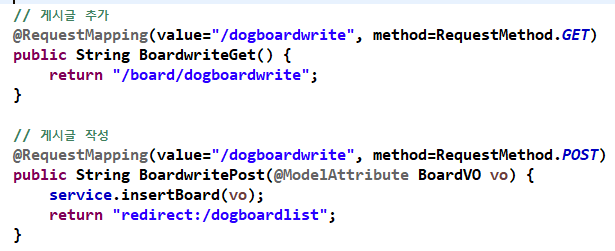 // 게시글 추가
@RequestMapping(value="/dogboardwrite", method=RequestMethod.GET)
public String BoardwriteGet() {
return "/board/dogboardwrite";
}
// 게시글 작성
@RequestMapping(value="/dogboardwrite", method=RequestMethod.POST)
public String BoardwritePost(@ModelAttribute BoardVO vo) {
service.insertBoard(vo);
return "redirect:/dogboardlist";
}